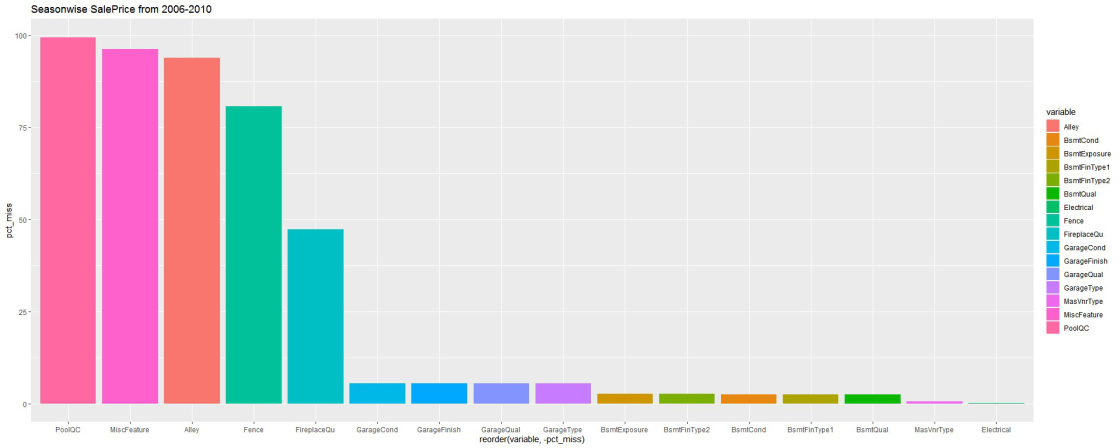 Seasonwise SalePrice from 2006-2010
pct_miss
100
75
50
25
0
PoolQC
MiscFeature
Alley
Fence
FireplaceQu
GarageCond
GarageFinish
GarageQual
GarageType
BsmtExposure
BsmtFinType2
BsmtCond
BsmtFinType1
BsmtQual
MasVnrType
Electrical
reorder(variable, -pct_miss)
variable
Alley
BsmtCond
BsmtExposure
BsmtFinType1
BsmtFinType2
BsmtQual
Electrical
Fence
FireplaceQu
GarageCond
GarageFinish
GarageQual
GarageType
MasVnrType
MiscFeature
PoolQC